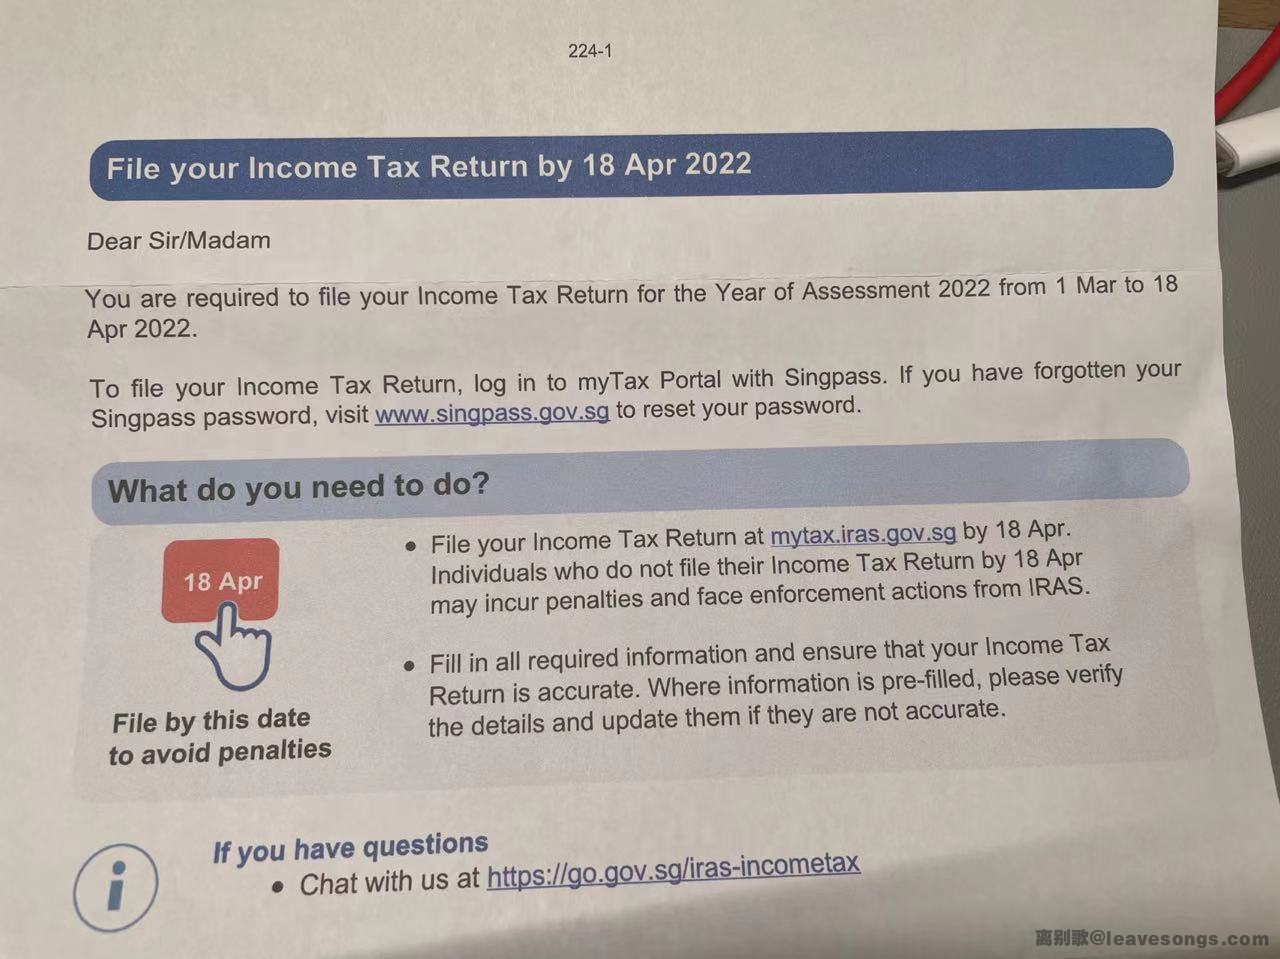 224-1
File your Income Tax Return by 18 Apr 2022
Dear Sir/Madam
You are required to file your Income Tax Return for the Year of Assessment 2022 from 1 Mar to 18
Apr 2022.
To file your Income Tax Return, log in to myTax Portal with Singpass. If you have forgotten your
Singpass password, visit www.singpass.gov.sg to reset your password.
What do you need to do?
18 Apr
File by this date
to avoid penalties
• File your Income Tax Return at mytax.iras.gov.sg by 18 Apr.
Individuals who do not file their Income Tax Return by 18 Apr
may incur penalties and face enforcement actions from IRAS.
• Fill in all required information and ensure that your Income Tax
Return is accurate. Where information is pre-filled, please verify
the details and update them if they are not accurate.
i
If you have questions
• Chat with us at https://go.gov.sg/iras-incometax
离别歌@leavesongs.com